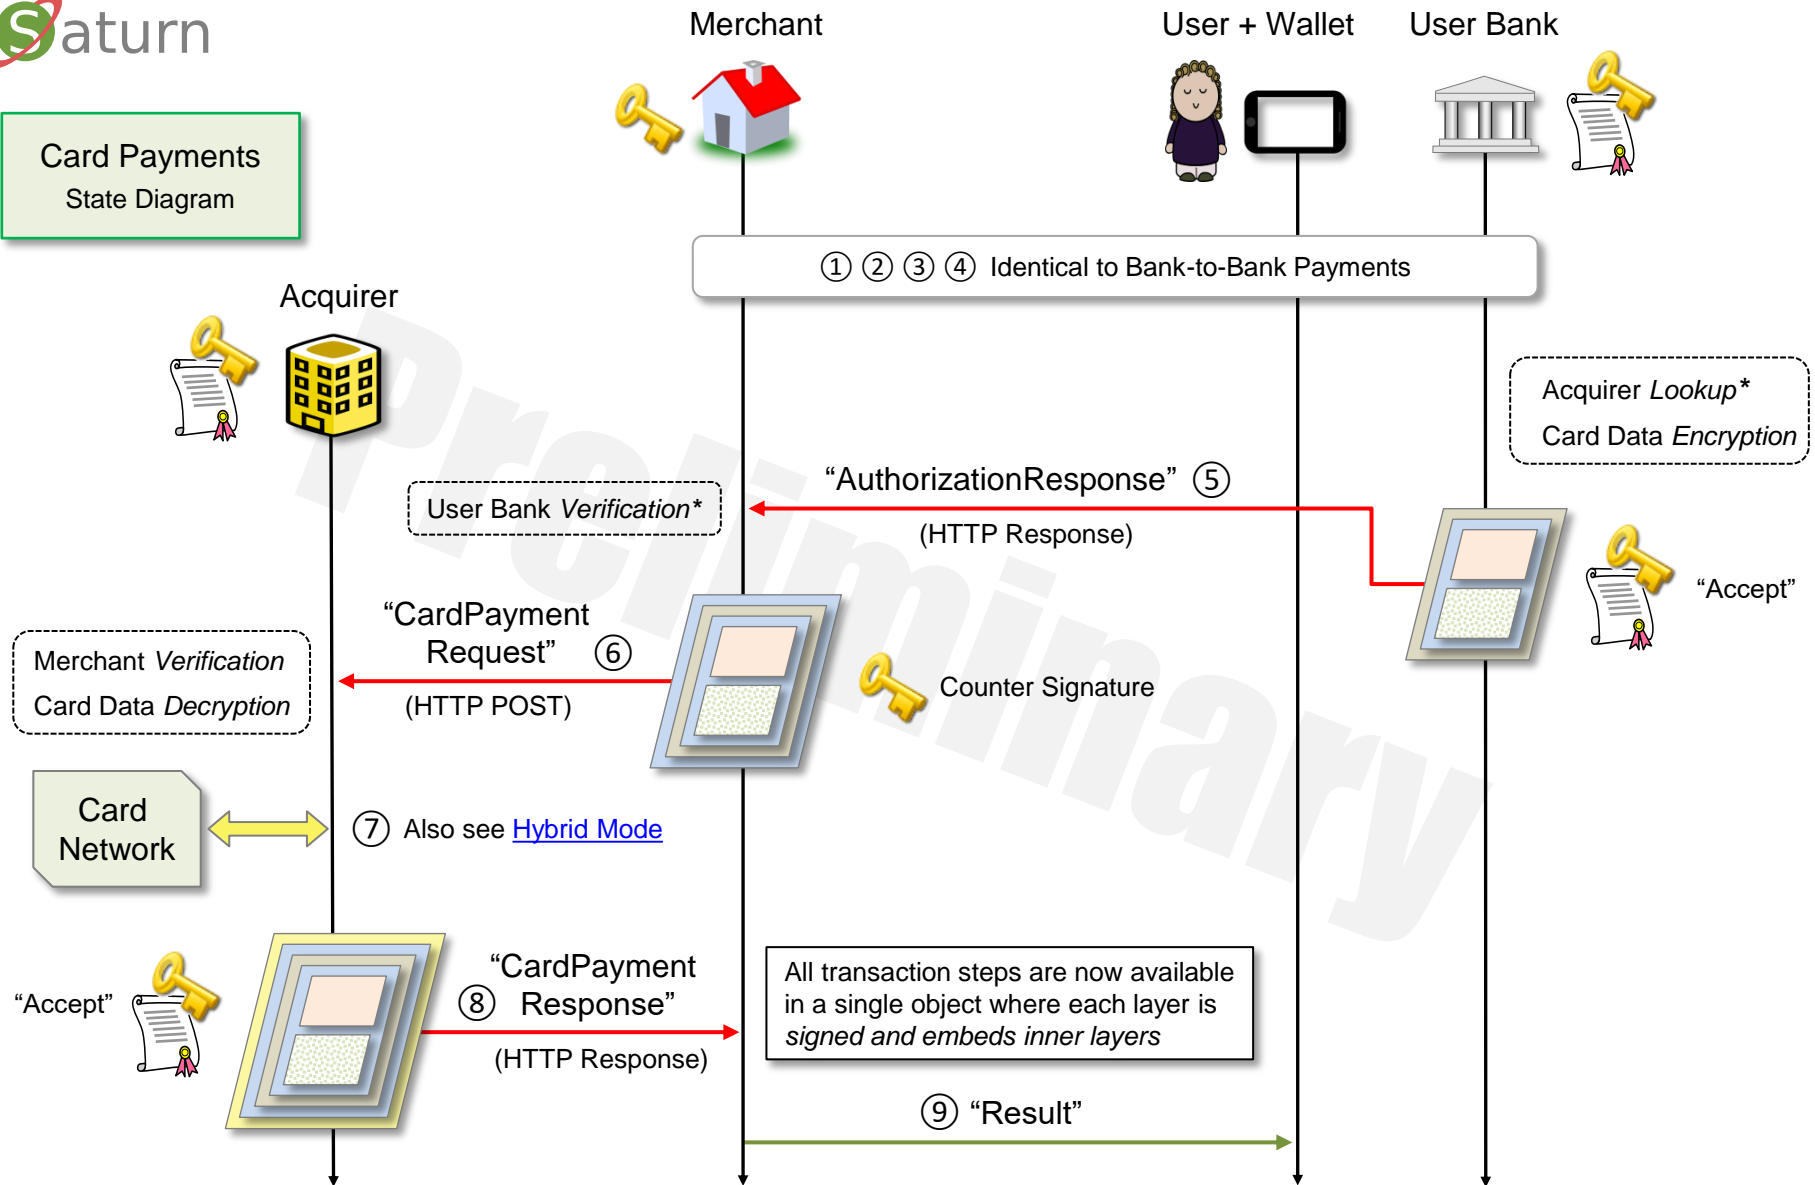 Saturn
Merchant
User + Wallet
User Bank
Card Payments
State Diagram
① ② ③ ④ Identical to Bank-to-Bank Payments
Acquirer
Acquirer Lookup*
Card Data Encryption
“AuthorizationResponse” ⑤
(HTTP Response)
User Bank Verification*
“Accept”
“CardPayment
Request” ⑥
(HTTP POST)
Merchant Verification
Card Data Decryption
Counter Signature
Card
Network
⑦ Also see Hybrid Mode
“Accept”
“CardPayment
⑧ Response”
(HTTP Response)
All transaction steps are now available
in a single object where each layer is
signed and embeds inner layers
⑨ “Result”
Preliminary